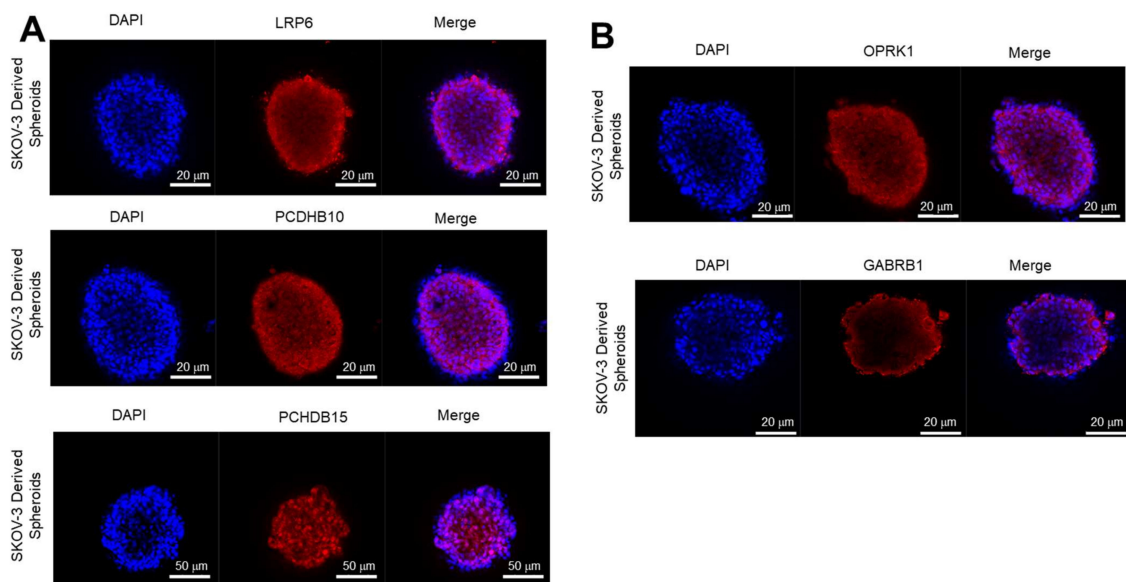 A
DAPI LRP6 Merge
SKOV-3 Derived
Spheroids
20 μm 20 μm 20 μm
DAPI PCDHB10 Merge
SKOV-3 Derived
Spheroids
20 μm 20 μm 20 μm
DAPI PCHDB15 Merge
SKOV-3 Derived
Spheroids
50 μm 50 μm 50 μm
B
DAPI OPRK1 Merge
SKOV-3 Derived
Spheroids
20 μm 20 μm 20 μm
DAPI GABRB1 Merge
SKOV-3 Derived
Spheroids
20 μm 20 μm 20 μm